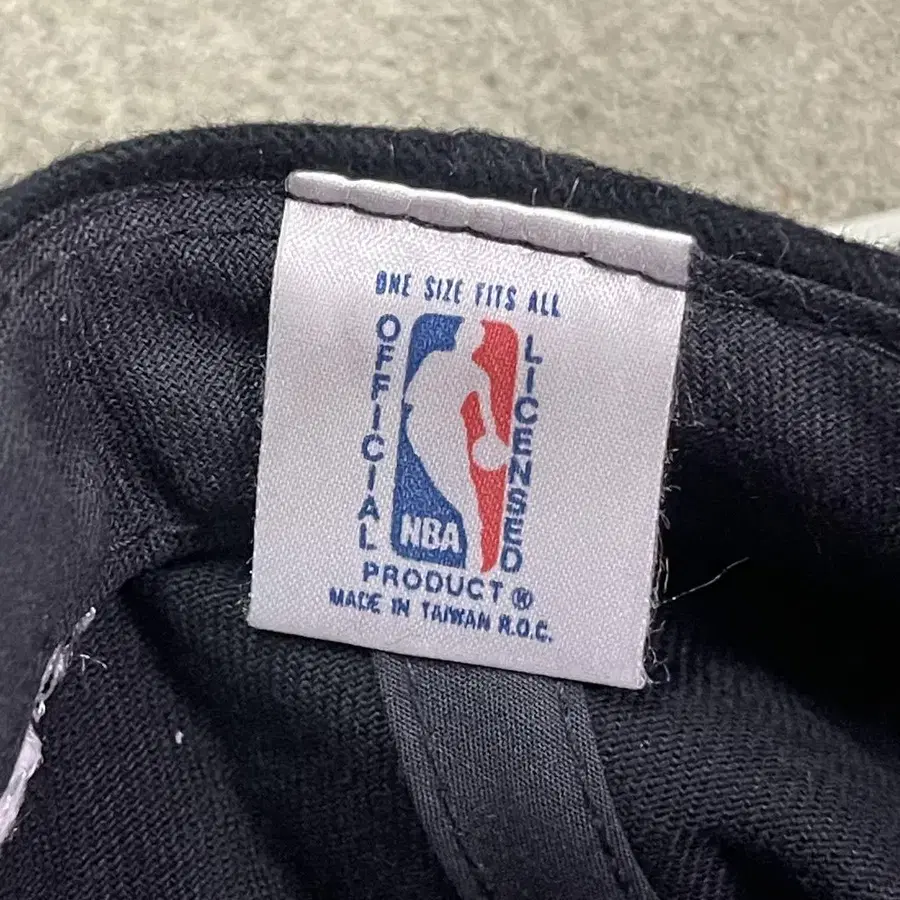 ONE SIZE FITS ALL
OFFICIAL
LICENSED
NBA
PRODUCT ®
MADE IN TAIWAN R.O.C.